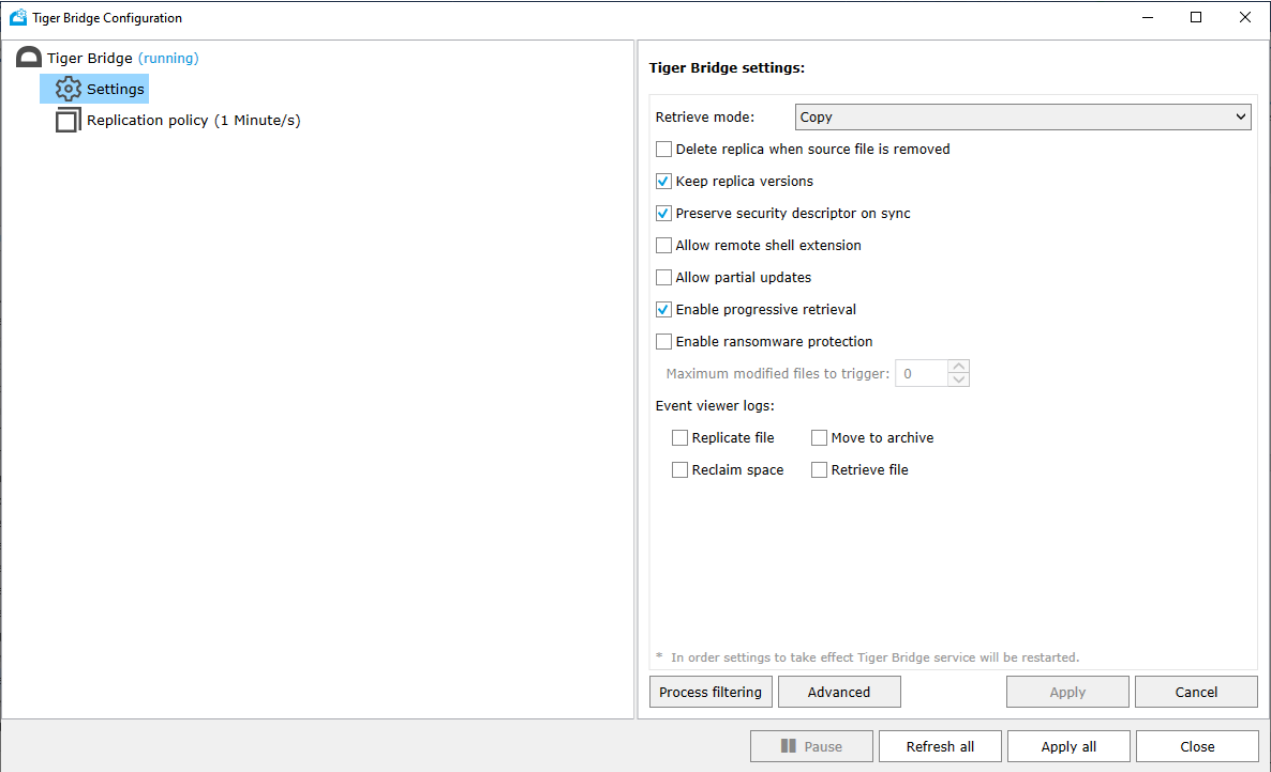 Tiger Bridge Configuration
Tiger Bridge (running)
Settings
Replication policy (1 Minute/s)
Tiger Bridge settings:
Retrieve mode: Copy
Delete replica when source file is removed
Keep replica versions
Preserve security descriptor on sync
Allow remote shell extension
Allow partial updates
Enable progressive retrieval
Enable ransomware protection
Maximum modified files to trigger: 0
Event viewer logs:
Replicate file Move to archive
Reclaim space Retrieve file
* In order settings to take effect Tiger Bridge service will be restarted.
Process filtering Advanced Apply Cancel
Pause Refresh all Apply all Close